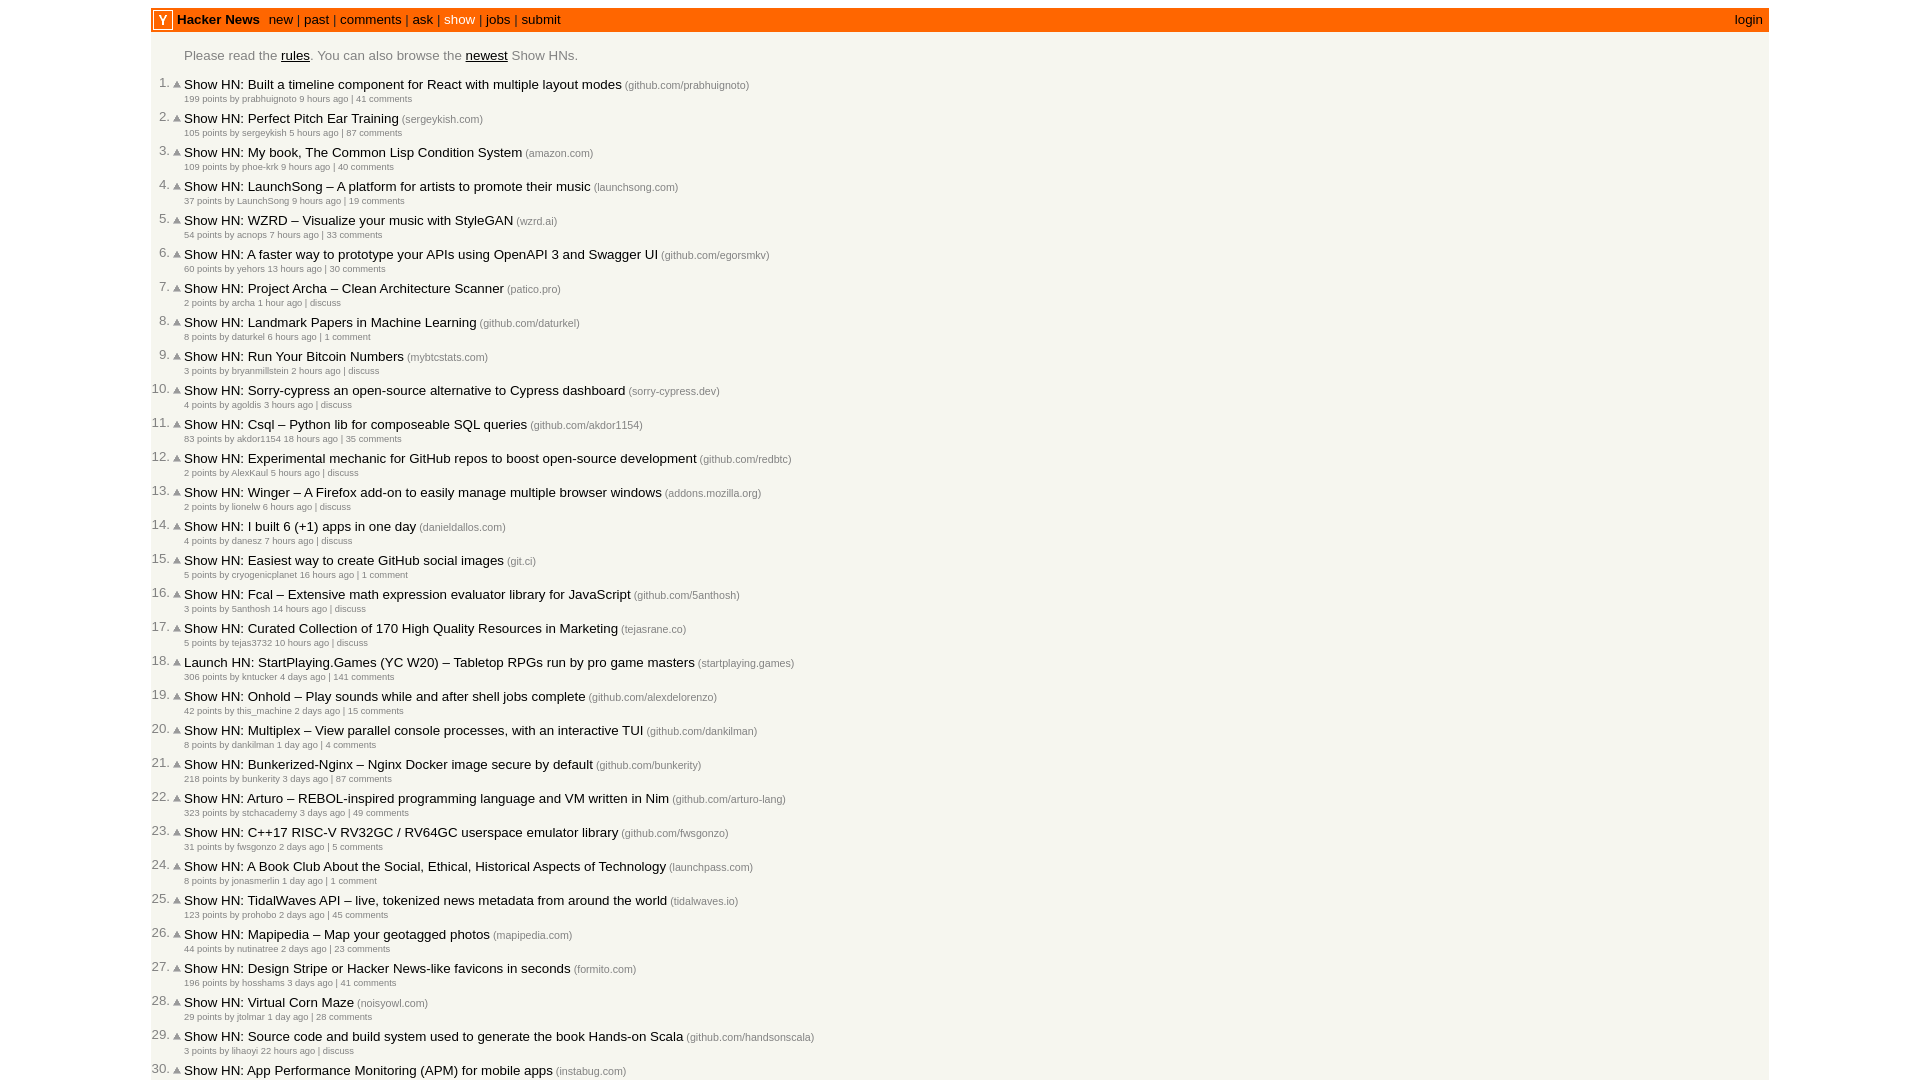 Y Hacker News new | past | comments | ask | show | jobs | submit login
Please read the rules. You can also browse the newest Show HNs.
1. Show HN: Built a timeline component for React with multiple layout modes (github.com/prabhuignoto)
199 points by prabhuignoto 9 hours ago | 41 comments
2. Show HN: Perfect Pitch Ear Training (sergeykish.com)
105 points by sergeykish 5 hours ago | 87 comments
3. Show HN: My book, The Common Lisp Condition System (amazon.com)
109 points by phoe-krk 9 hours ago | 40 comments
4. Show HN: LaunchSong – A platform for artists to promote their music (launchsong.com)
37 points by LaunchSong 9 hours ago | 19 comments
5. Show HN: WZRD – Visualize your music with StyleGAN (wzrd.ai)
54 points by acnops 7 hours ago | 33 comments
6. Show HN: A faster way to prototype your APIs using OpenAPI 3 and Swagger UI (github.com/egorsmkv)
60 points by yehors 13 hours ago | 30 comments
7. Show HN: Project Archa – Clean Architecture Scanner (patico.pro)
2 points by archa 1 hour ago | discuss
8. Show HN: Landmark Papers in Machine Learning (github.com/daturkel)
8 points by daturkel 6 hours ago | 1 comment
9. Show HN: Run Your Bitcoin Numbers (mybtcstats.com)
3 points by bryanmillstein 2 hours ago | discuss
10. Show HN: Sorry-cypress an open-source alternative to Cypress dashboard (sorry-cypress.dev)
4 points by agoldis 3 hours ago | discuss
11. Show HN: Csql – Python lib for composeable SQL queries (github.com/akdor1154)
83 points by akdor1154 18 hours ago | 35 comments
12. Show HN: Experimental mechanic for GitHub repos to boost open-source development (github.com/redbtc)
2 points by AlexKaul 5 hours ago | discuss
13. Show HN: Winger – A Firefox add-on to easily manage multiple browser windows (addons.mozilla.org)
2 points by lionelw 6 hours ago | discuss
14. Show HN: I built 6 (+1) apps in one day (danieldallos.com)
4 points by danesz 7 hours ago | discuss
15. Show HN: Easiest way to create GitHub social images (git.ci)
5 points by cryogenicplanet 16 hours ago | 1 comment
16. Show HN: Fcal – Extensive math expression evaluator library for JavaScript (github.com/5anthosh)
3 points by 5anthosh 14 hours ago | discuss
17. Show HN: Curated Collection of 170 High Quality Resources in Marketing (tejasrane.co)
5 points by tejas3732 10 hours ago | discuss
18. Launch HN: StartPlaying.Games (YC W20) – Tabletop RPGs run by pro game masters (startplaying.games)
306 points by kntucker 4 days ago | 141 comments
19. Show HN: Onhold – Play sounds while and after shell jobs complete (github.com/alexdelorenzo)
42 points by this_machine 2 days ago | 15 comments
20. Show HN: Multiplex – View parallel console processes, with an interactive TUI (github.com/dankilman)
8 points by dankilman 1 day ago | 4 comments
21. Show HN: Bunkerized-Nginx – Nginx Docker image secure by default (github.com/bunkerity)
218 points by bunkerity 3 days ago | 87 comments
22. Show HN: Arturo – REBOL-inspired programming language and VM written in Nim (github.com/arturo-lang)
323 points by stchacademy 3 days ago | 49 comments
23. Show HN: C++17 RISC-V RV32GC / RV64GC userspace emulator library (github.com/fwsgonzo)
31 points by fwsgonzo 2 days ago | 5 comments
24. Show HN: A Book Club About the Social, Ethical, Historical Aspects of Technology (launchpass.com)
8 points by jonasmerlin 1 day ago | 1 comment
25. Show HN: TidalWaves API – live, tokenized news metadata from around the world (tidalwaves.io)
123 points by prohobo 2 days ago | 45 comments
26. Show HN: Mapipedia – Map your geotagged photos (mapipedia.com)
44 points by nutinatree 2 days ago | 23 comments
27. Show HN: Design Stripe or Hacker News-like favicons in seconds (formito.com)
196 points by hosshams 3 days ago | 41 comments
28. Show HN: Virtual Corn Maze (noisyowl.com)
29 points by jtolmar 1 day ago | 28 comments
29. Show HN: Source code and build system used to generate the book Hands-on Scala (github.com/handsonscala)
3 points by lihaoyi 22 hours ago | discuss
30. Show HN: App Performance Monitoring (APM) for mobile apps (instabug.com)